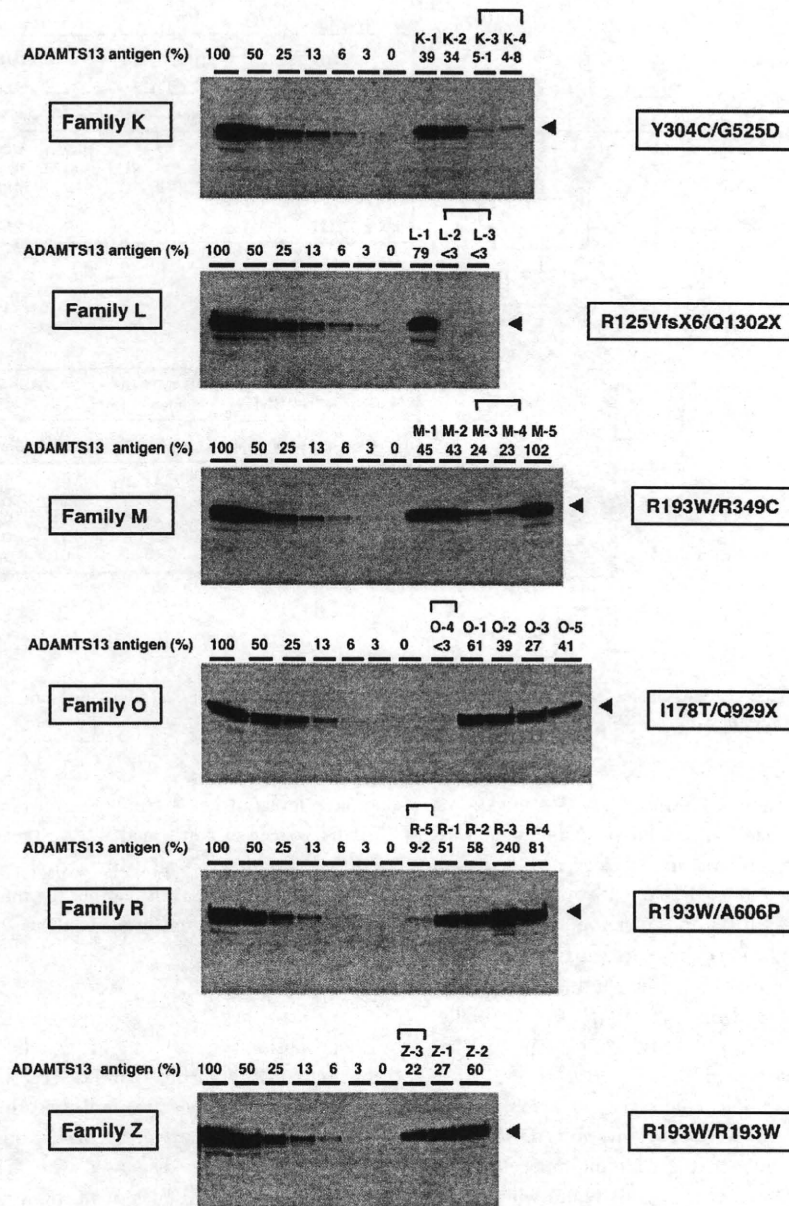 K-1 K-2 K-3 K-4
ADAMTS13 antigen (%) 100 50 25 13 6 3 0 39 34 5·1 4·8
Family K
Y304C/G525D
L-1 L-2 L-3
ADAMTS13 antigen (%) 100 50 25 13 6 3 0 79 <3 <3
Family L
R125VfsX6/Q1302X
M-1 M-2 M-3 M-4 M-5
ADAMTS13 antigen (%) 100 50 25 13 6 3 0 45 43 24 23 102
Family M
R193W/R349C
O-4 O-1 O-2 O-3 O-5
ADAMTS13 antigen (%) 100 50 25 13 6 3 0 <3 61 39 27 41
Family O
I178T/Q929X
R-5 R-1 R-2 R-3 R-4
ADAMTS13 antigen (%) 100 50 25 13 6 3 0 9·2 51 58 240 81
Family R
R193W/A606P
Z-3 Z-1 Z-2
ADAMTS13 antigen (%) 100 50 25 13 6 3 0 22 27 60
Family Z
R193W/R193W